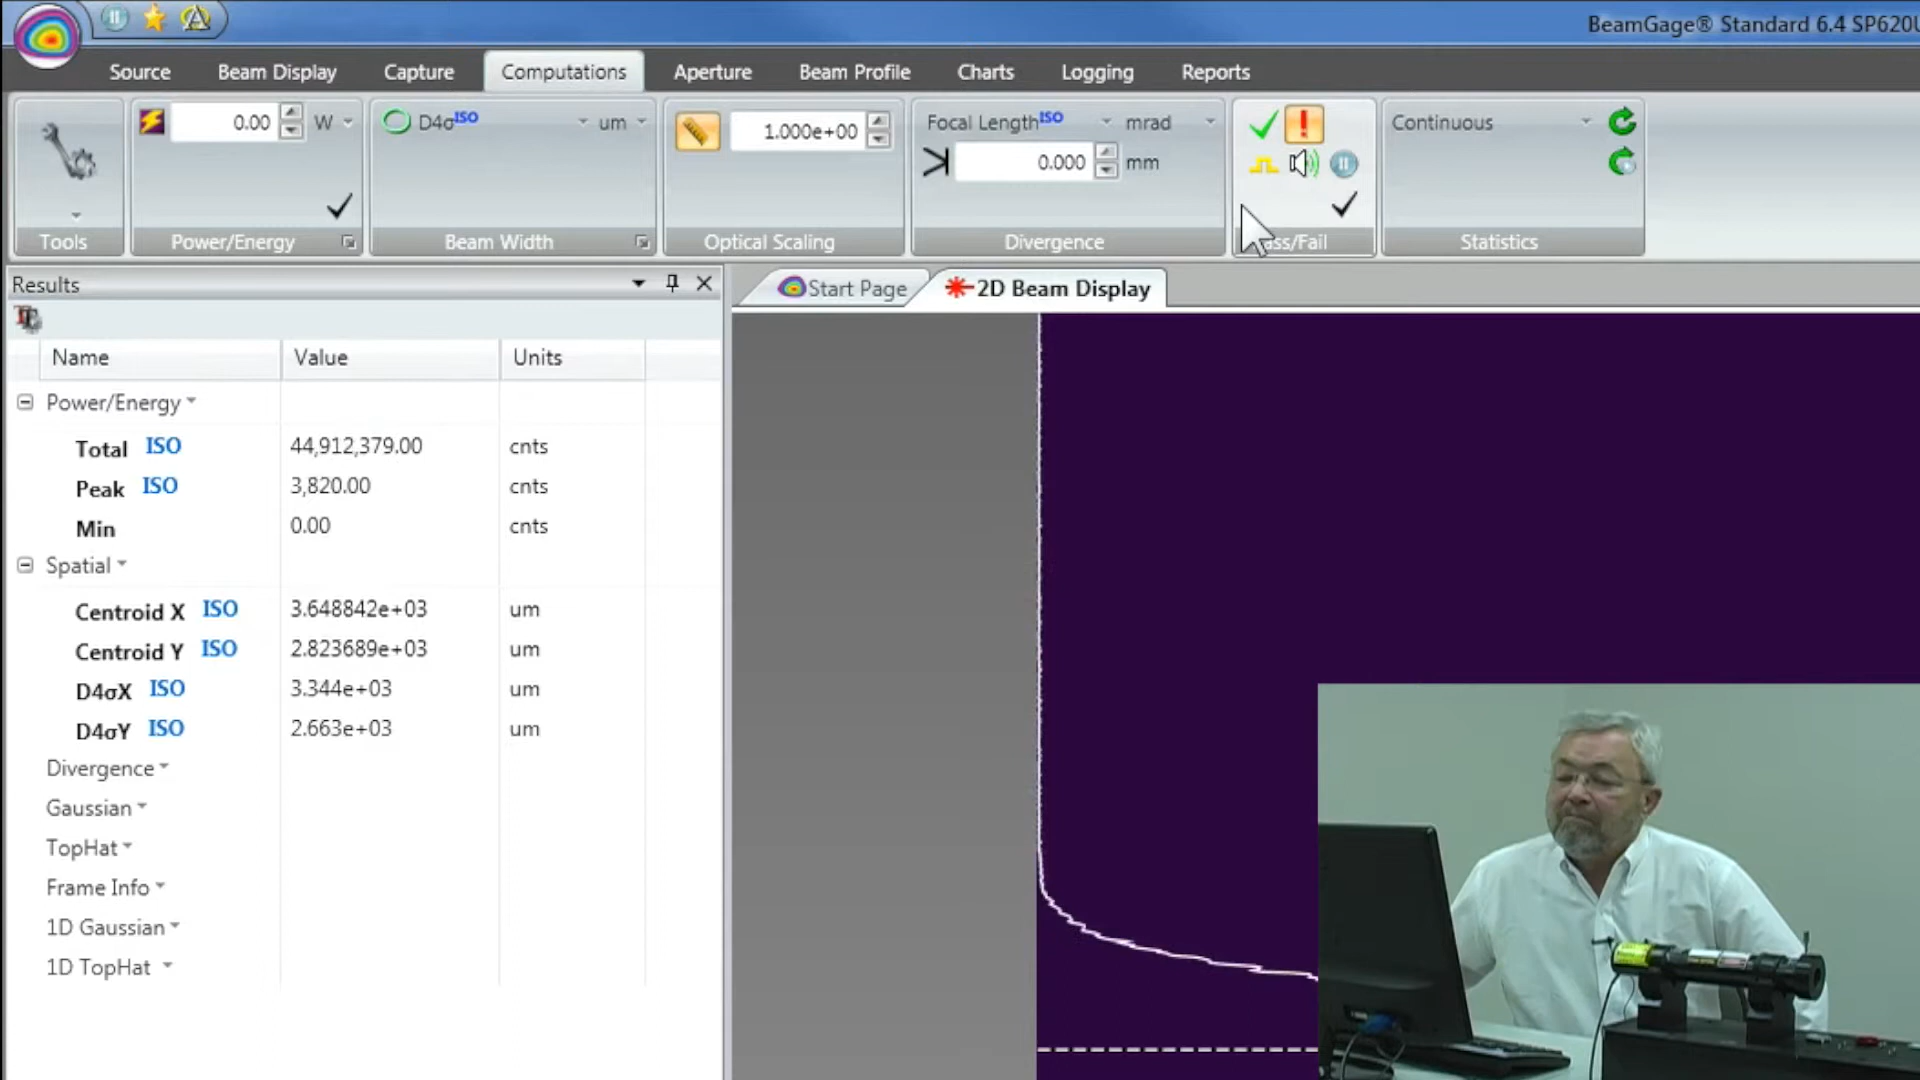 BeamGage® Standard 6.4 SP620U
Source Beam Display Capture Computations Aperture Beam Profile Charts Logging Reports
0.00 W D4σISO um 1.000e+00 Focal LengthISO mrad Continuous
0.000 mm
Tools Power/Energy Beam Width Optical Scaling Divergence ss/Fail Statistics
Results
Start Page 2D Beam Display
Name Value Units
Power/Energy
Total ISO 44,912,379.00 cnts
Peak ISO 3,820.00 cnts
Min 0.00 cnts
Spatial
Centroid X ISO 3.648842e+03 um
Centroid Y ISO 2.823689e+03 um
D4σX ISO 3.344e+03 um
D4σY ISO 2.663e+03 um
Divergence
Gaussian
TopHat
Frame Info
1D Gaussian
1D TopHat